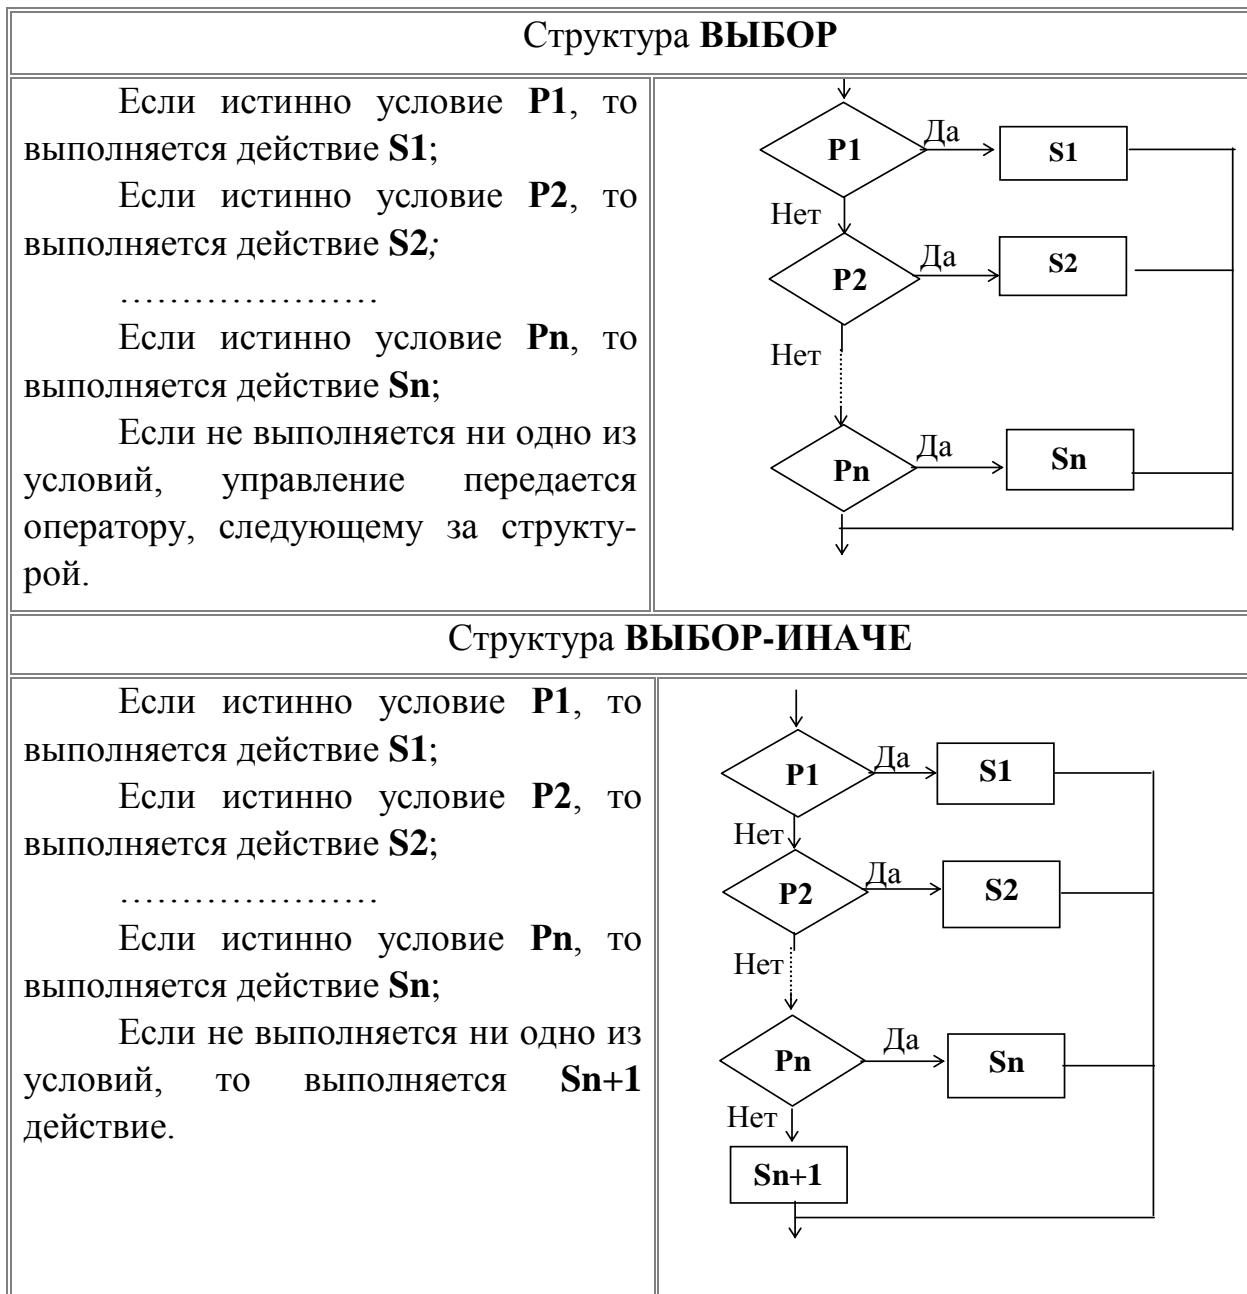 Структура ВЫБОР
Если истинно условие P1, то
выполняется действие S1;
Если истинно условие P2, то
выполняется действие S2;
…………………
Если истинно условие Pn, то
выполняется действие Sn;
Если не выполняется ни одно из
условий, управление передается
оператору, следующему за структу-
рой.
P1
Да
S1
Нет
P2
Да
S2
Нет
Pn
Да
Sn
Структура ВЫБОР-ИНАЧЕ
Если истинно условие P1, то
выполняется действие S1;
Если истинно условие P2, то
выполняется действие S2;
…………………
Если истинно условие Pn, то
выполняется действие Sn;
Если не выполняется ни одно из
условий, то выполняется Sn+1
действие.
P1
Да
S1
Нет
P2
Да
S2
Нет
Pn
Да
Sn
Нет
Sn+1